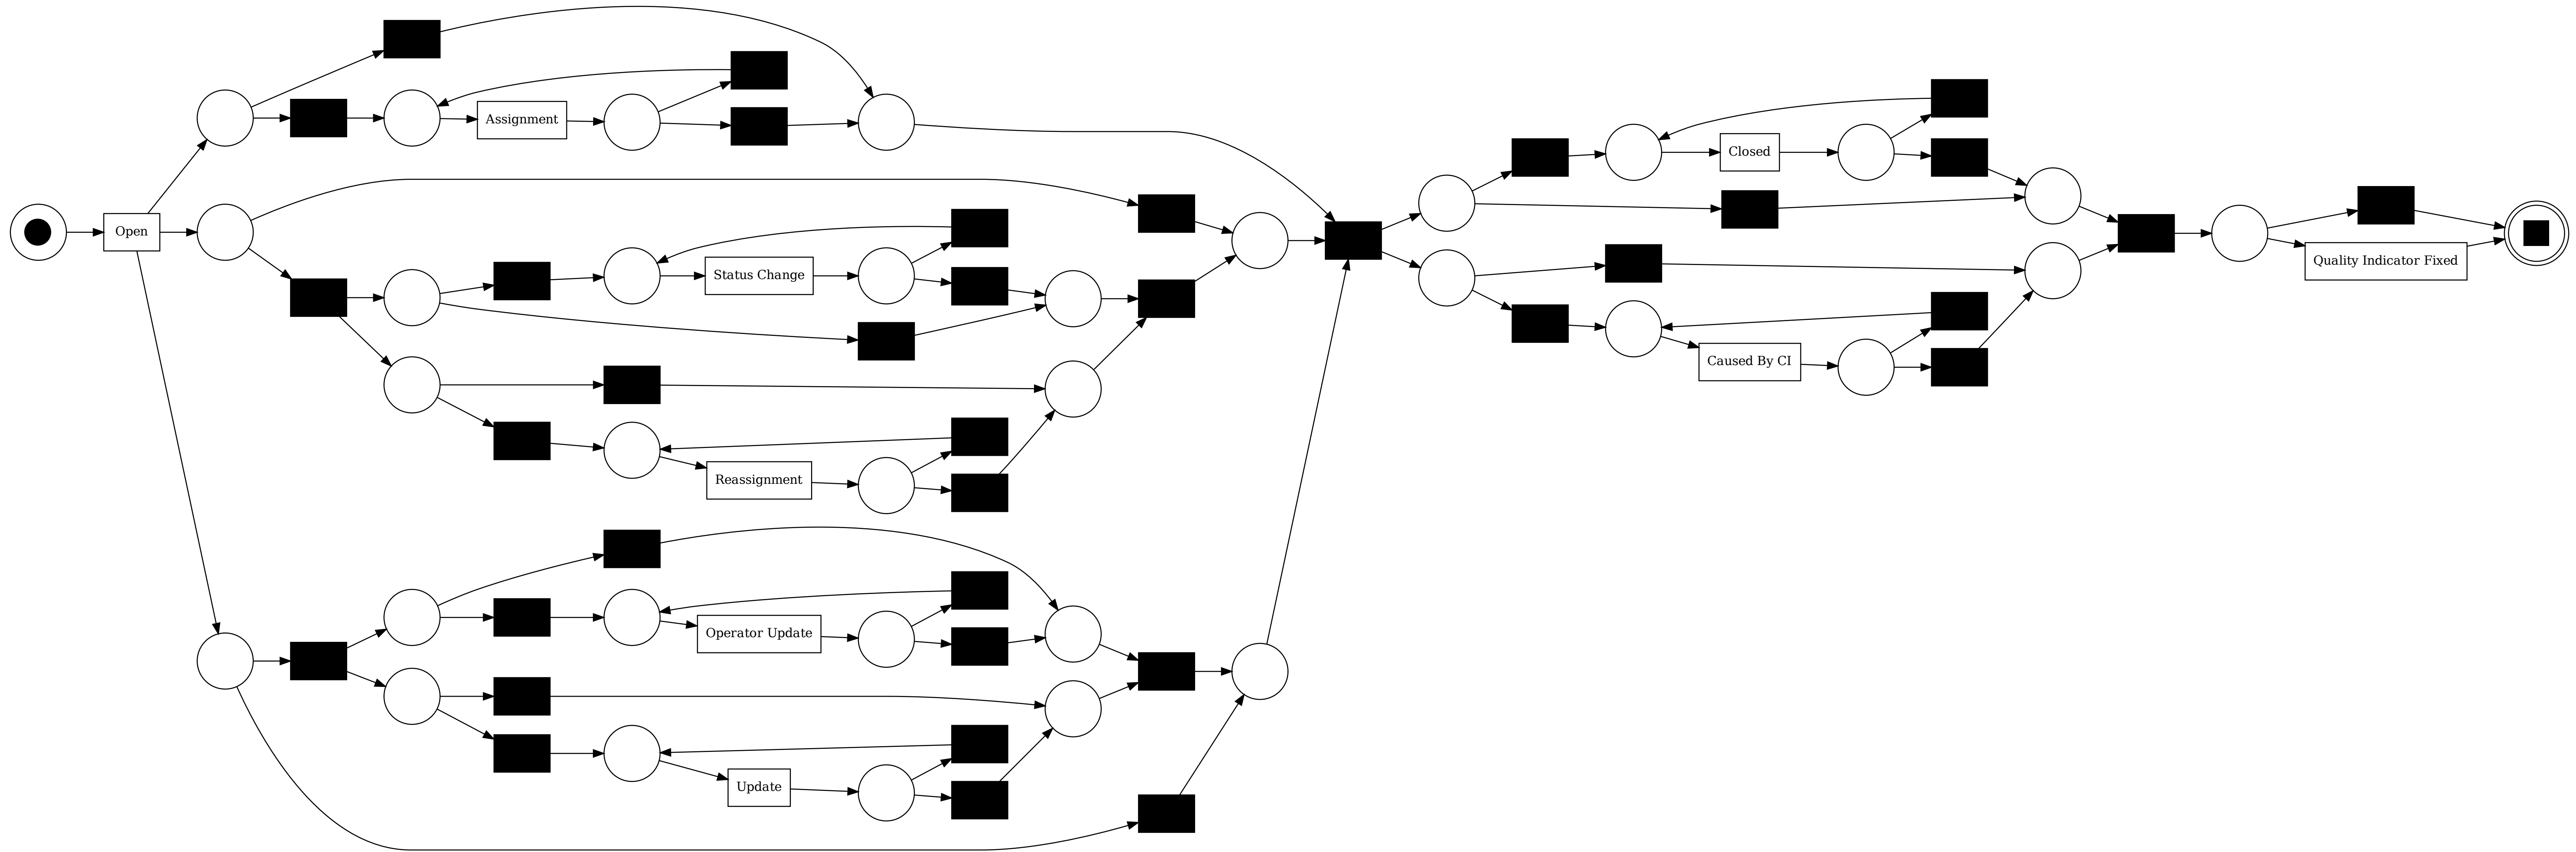 Open
Assignment
Status Change
Reassignment
Operator Update
Update
Closed
Caused By CI
Quality Indicator Fixed